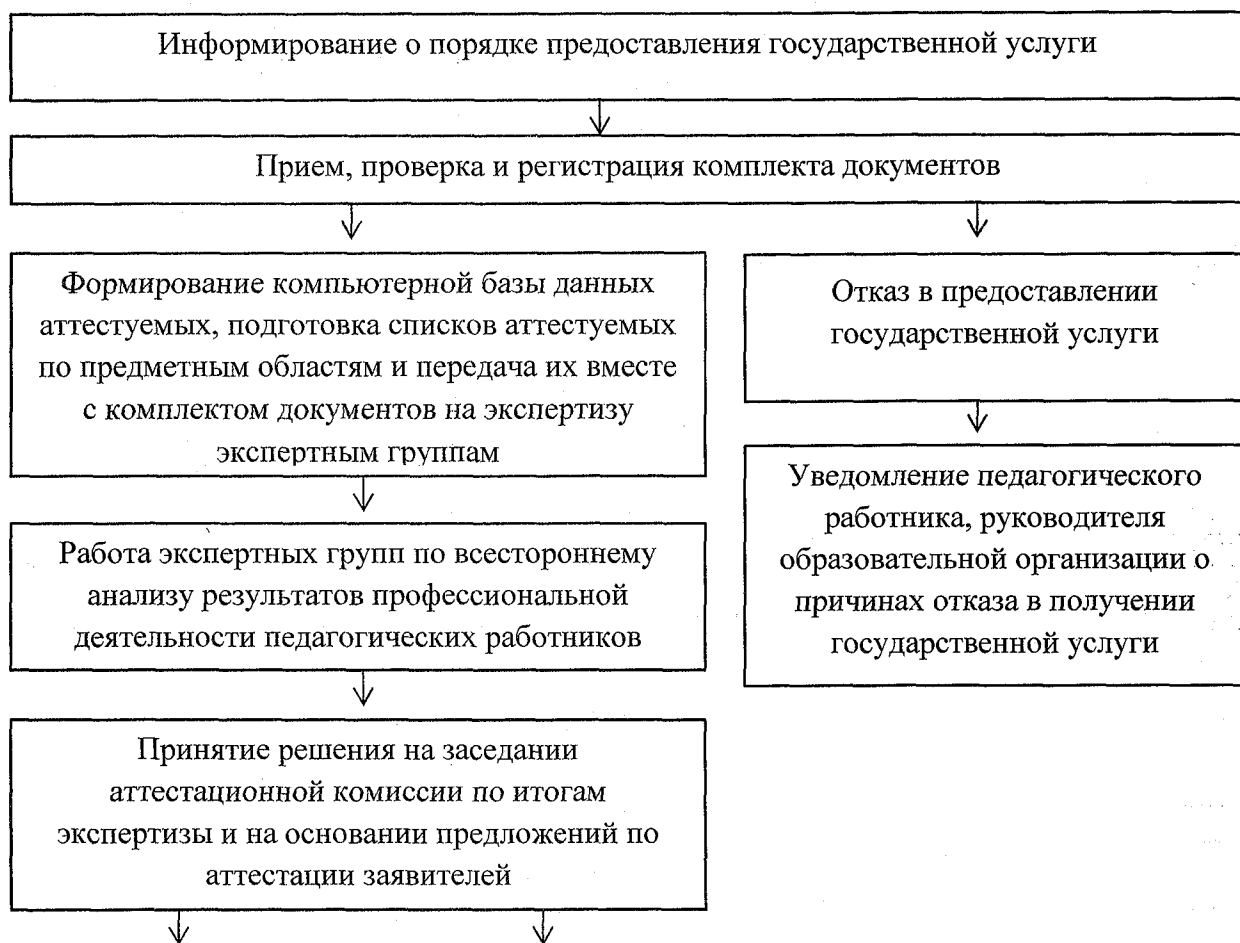 Информирование о порядке предоставления государственной услуги
Прием, проверка и регистрация комплекта документов
Формирование компьютерной базы данных
аттестуемых, подготовка списков аттестуемых
по предметным областям и передача их вместе
с комплектом документов на экспертизу
экспертным группам
Отказ в предоставлении
государственной услуги
Уведомление педагогического
работника, руководителя
образовательной организации о
причинах отказа в получении
государственной услуги
Работа экспертных групп по всестороннему
анализу результатов профессиональной
деятельности педагогических работников
Принятие решения на заседании
аттестационной комиссии по итогам
экспертизы и на основании предложений по
аттестации заявителей